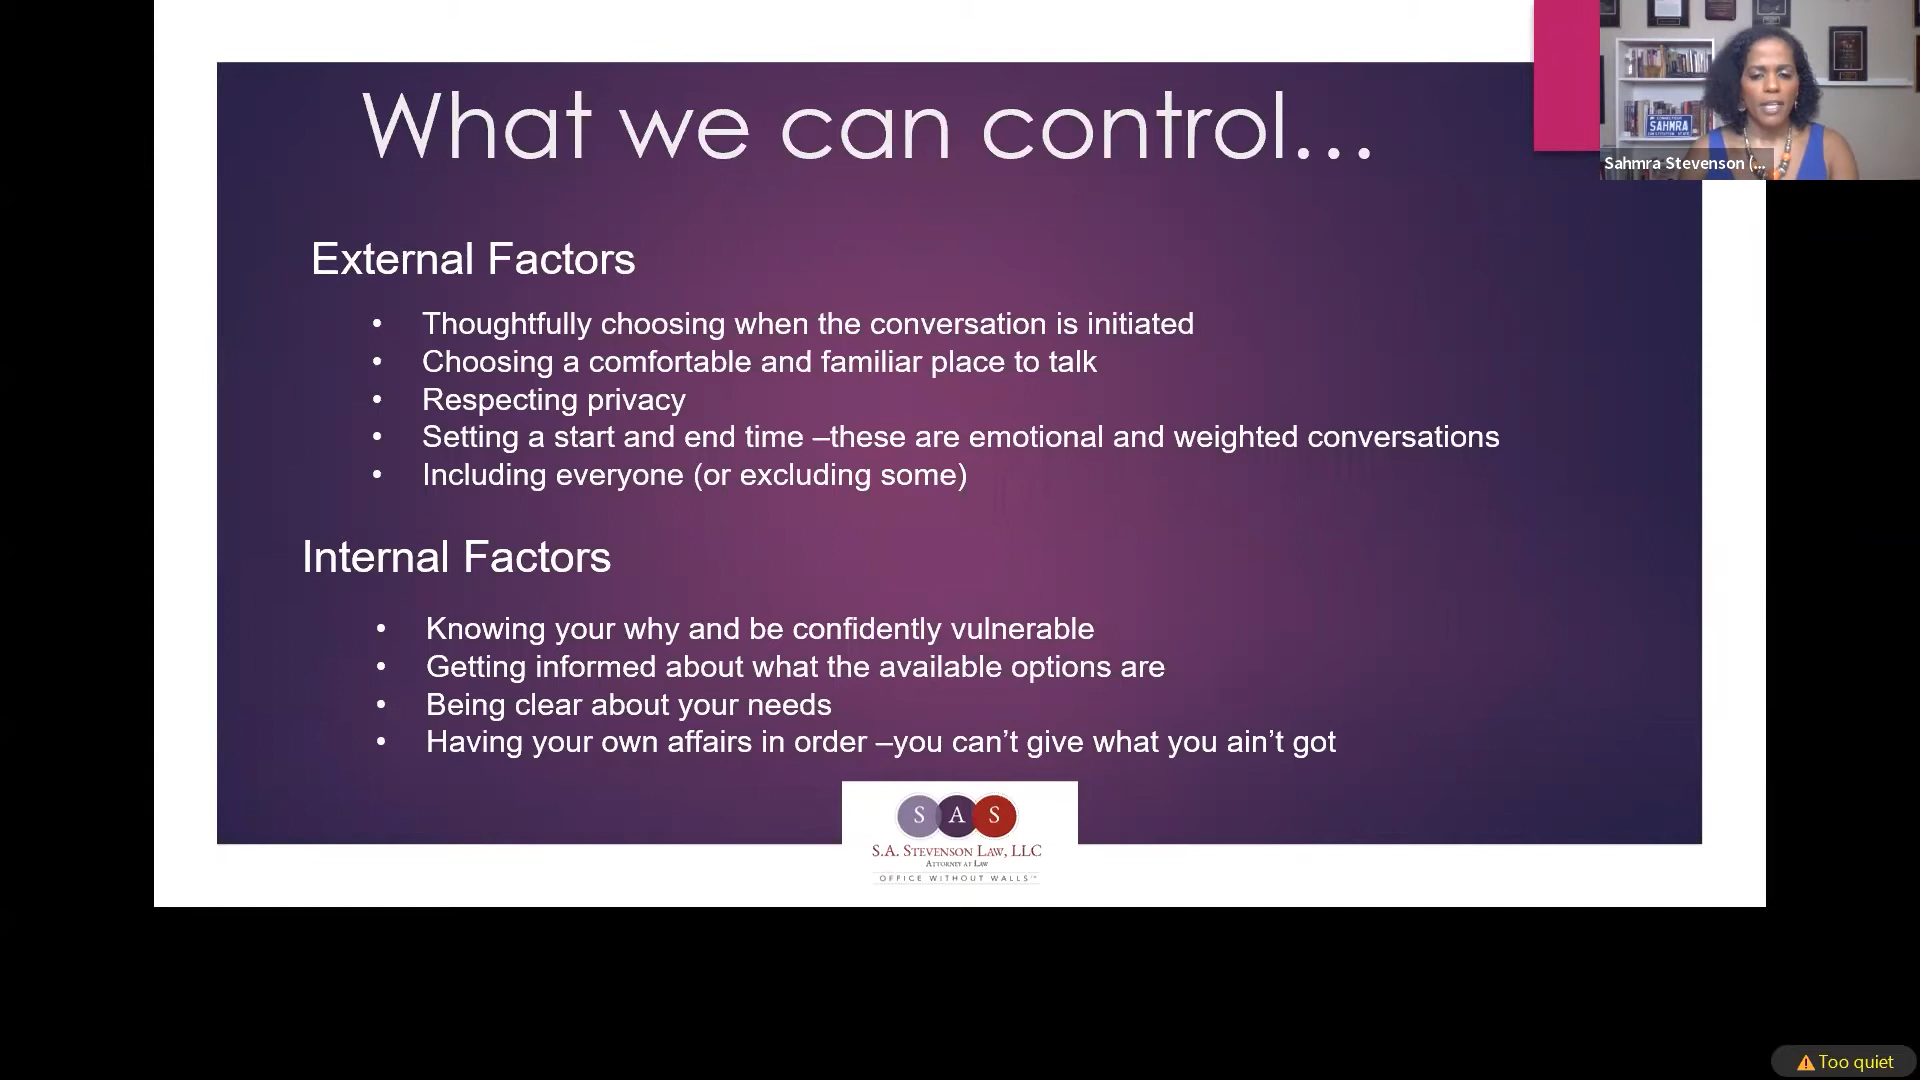 What we can control...
External Factors
• Thoughtfully choosing when the conversation is initiated
• Choosing a comfortable and familiar place to talk
• Respecting privacy
• Setting a start and end time –these are emotional and weighted conversations
• Including everyone (or excluding some)
Internal Factors
• Knowing your why and be confidently vulnerable
• Getting informed about what the available options are
• Being clear about your needs
• Having your own affairs in order –you can’t give what you ain’t got
S A S
S.A. Stevenson Law, LLC
Attorney at Law
OFFICE WITHOUT WALLS™
SAHMRA
Sahmra Stevenson (...
Too quiet